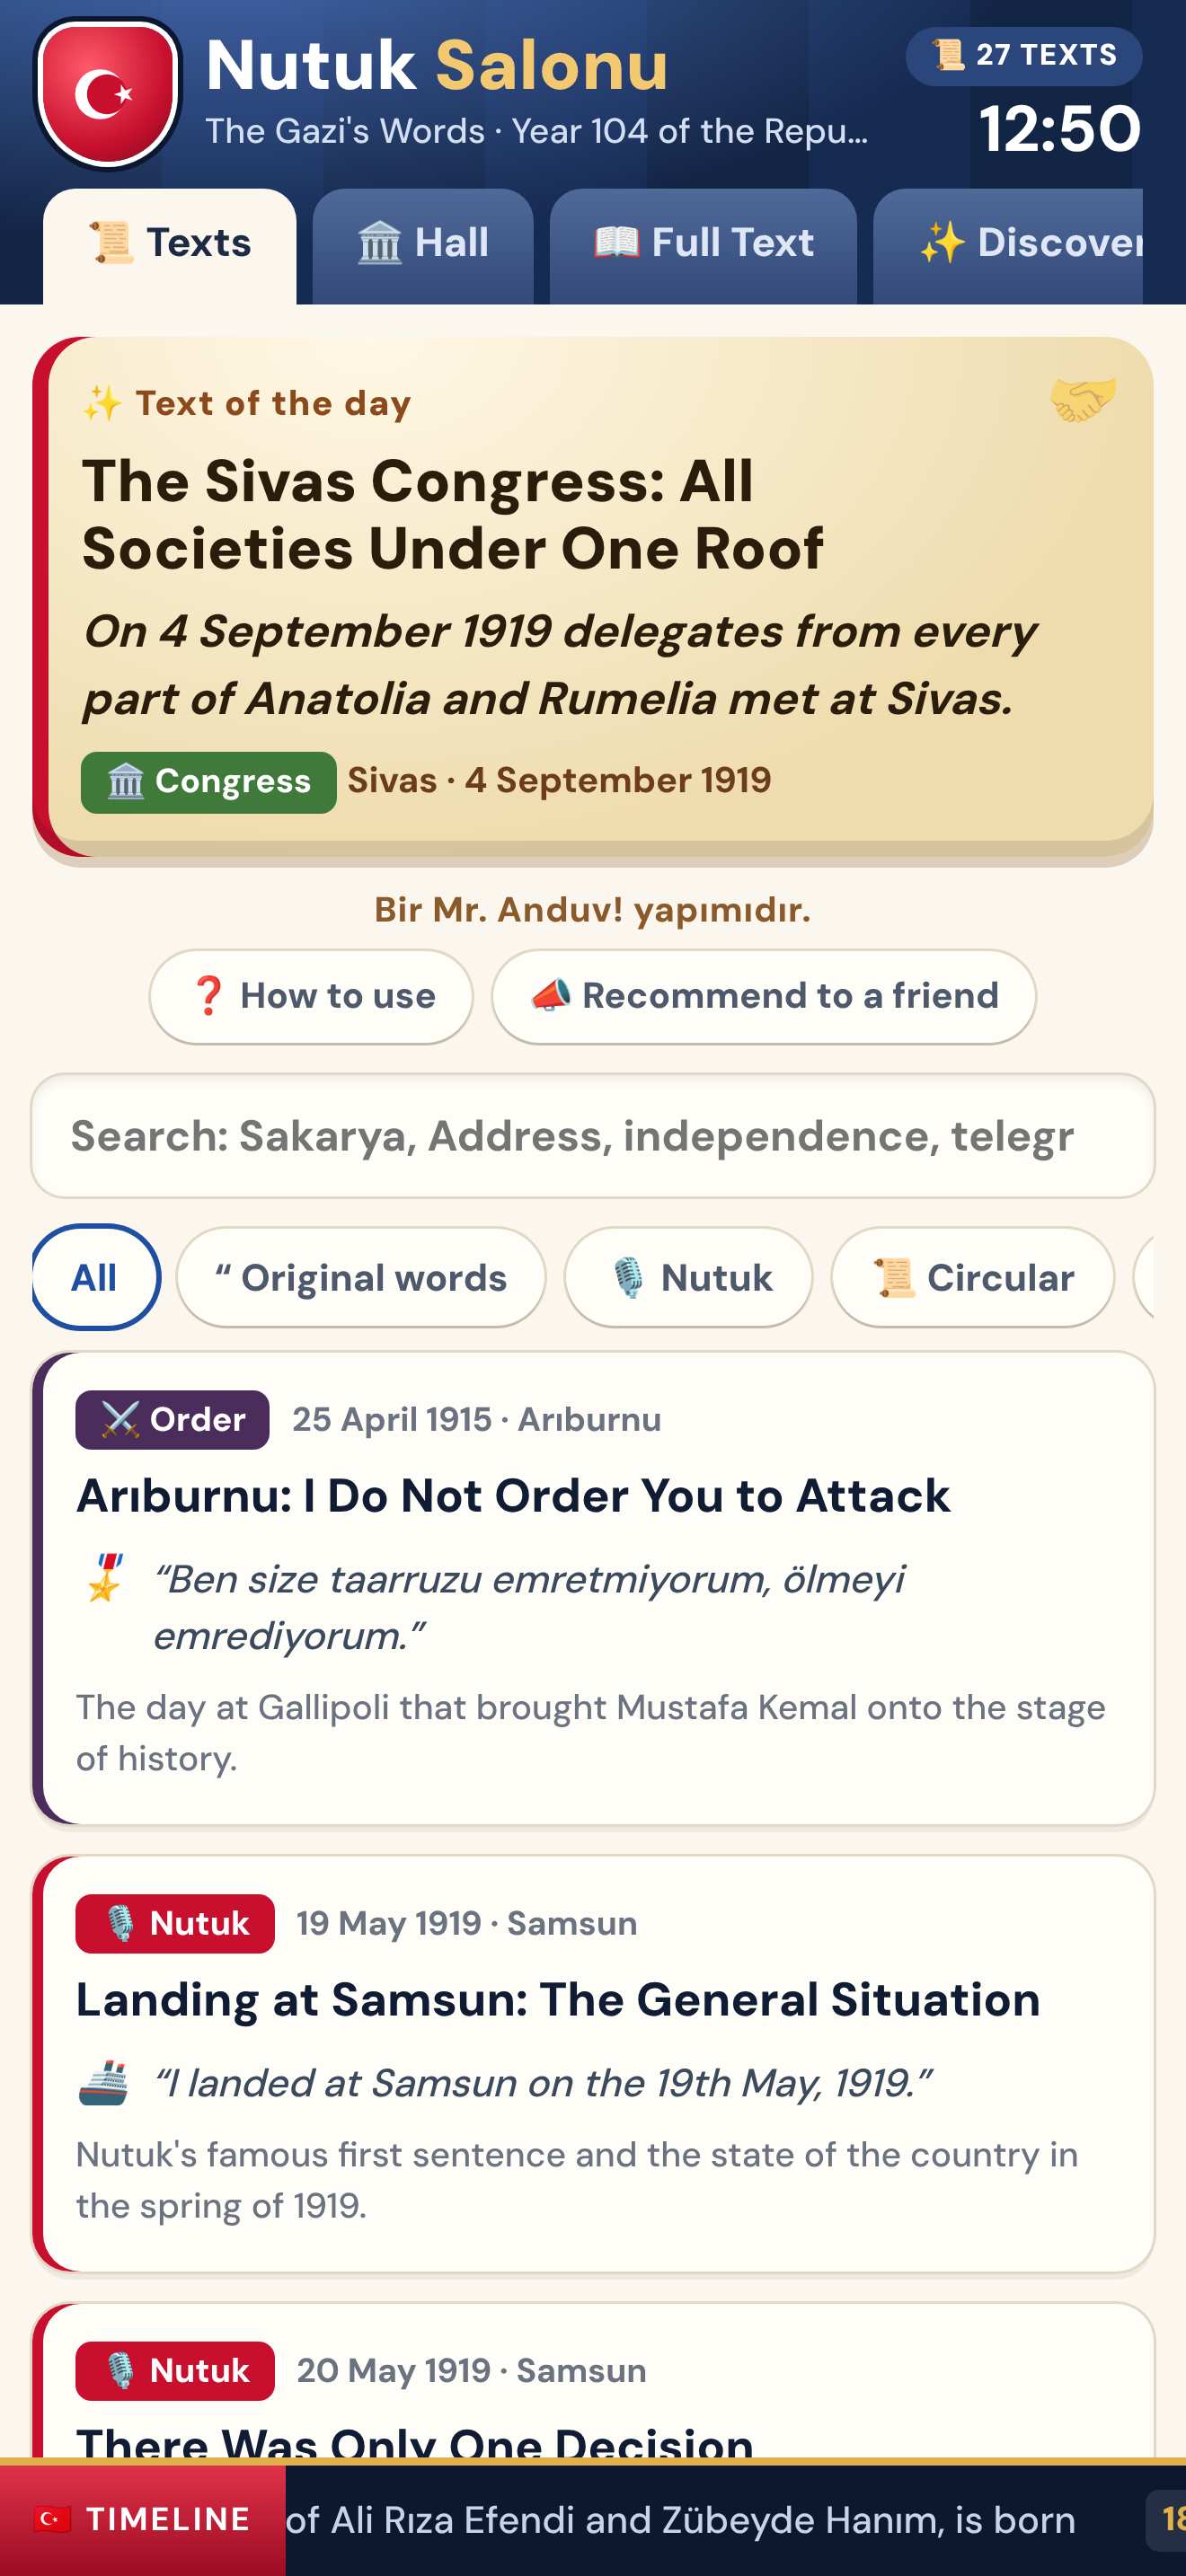 Nutuk Salonu
The Gazi's Words · Year 104 of the Repu...
📜 27 TEXTS
12:50
📜 Texts
🏛️ Hall
📖 Full Text
✨ Discover
✨ Text of the day
The Sivas Congress: All
Societies Under One Roof
On 4 September 1919 delegates from every
part of Anatolia and Rumelia met at Sivas.
🏛️ Congress Sivas · 4 September 1919
Bir Mr. Anduv! yapımıdır.
❓ How to use
📣 Recommend to a friend
Search: Sakarya, Address, independence, telegr
All
“ Original words
🎙️ Nutuk
📜 Circular
⚔️ Order 25 April 1915 · Arıburnu
Arıburnu: I Do Not Order You to Attack
“Ben size taarruzu emretmiyorum, ölmeyi
emrediyorum.”
The day at Gallipoli that brought Mustafa Kemal onto the stage
of history.
🎙️ Nutuk 19 May 1919 · Samsun
Landing at Samsun: The General Situation
“I landed at Samsun on the 19th May, 1919.”
Nutuk's famous first sentence and the state of the country in
the spring of 1919.
🎙️ Nutuk 20 May 1919 · Samsun
There Was Only One Decision
🇹🇷 TIMELINE
of Ali Rıza Efendi and Zübeyde Hanım, is born
18